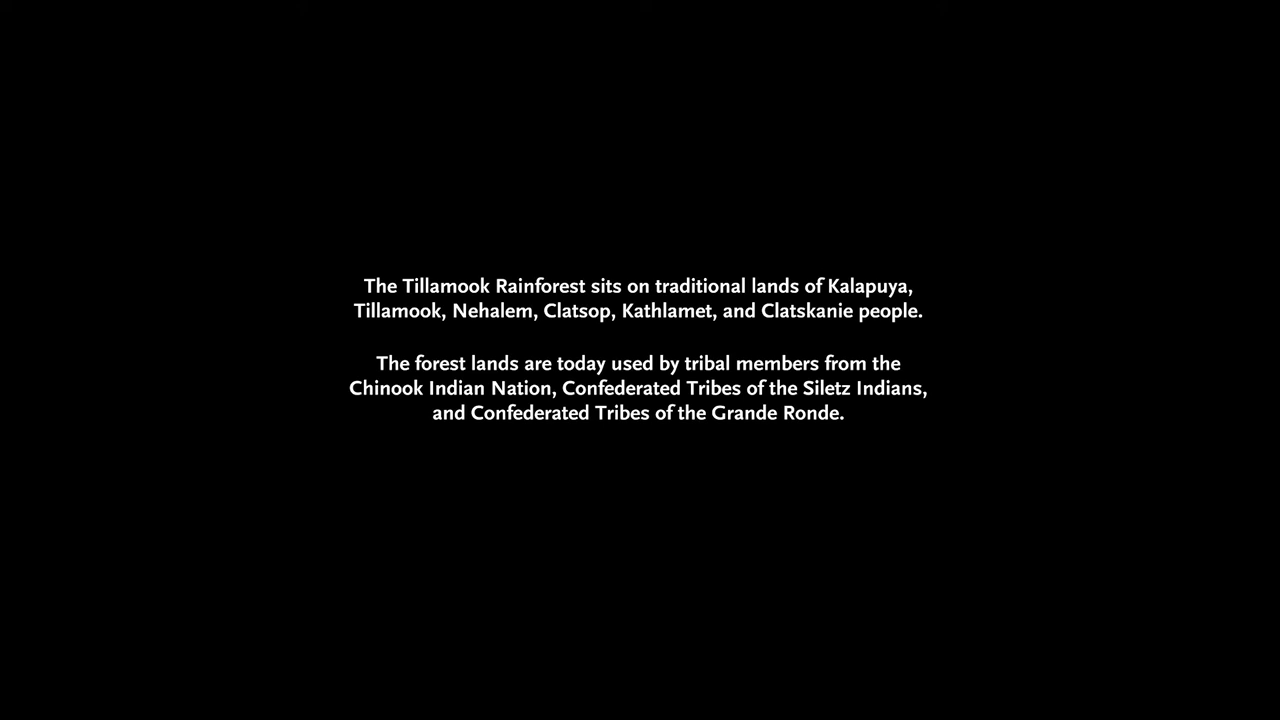 The Tillamook Rainforest sits on traditional lands of Kalapuya,
Tillamook, Nehalem, Clatsop, Kathlamet, and Clatskanie people.
The forest lands are today used by tribal members from the
Chinook Indian Nation, Confederated Tribes of the Siletz Indians,
and Confederated Tribes of the Grande Ronde.